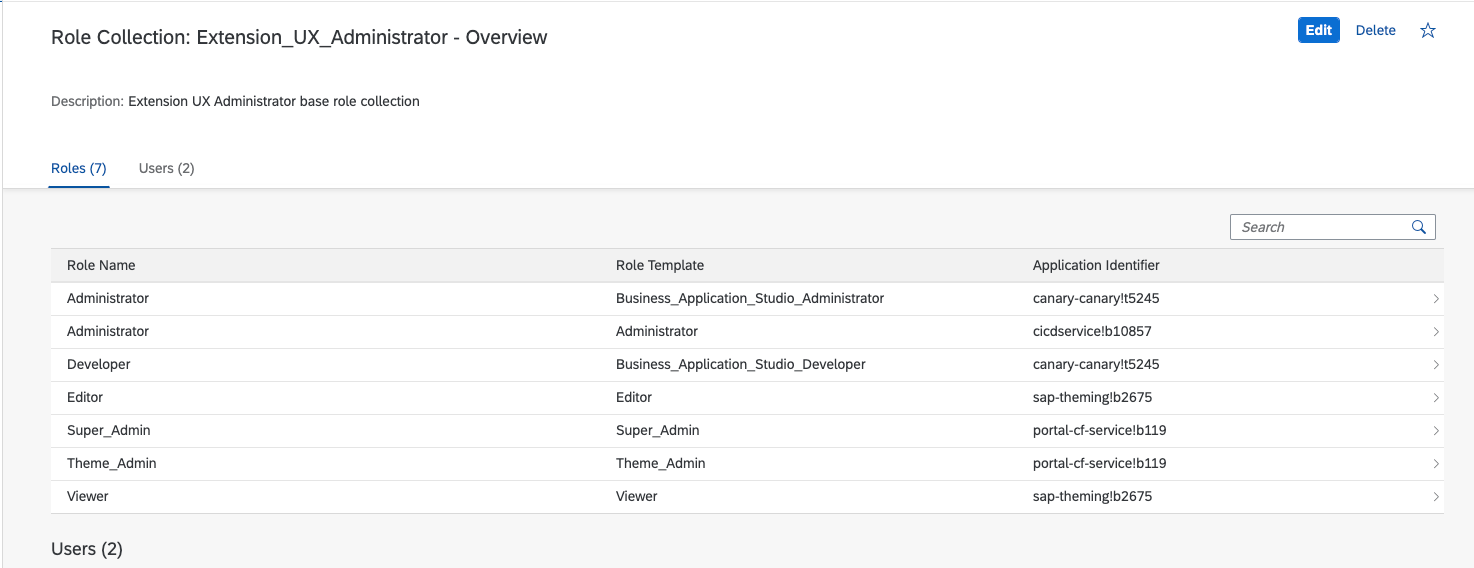 Role Collection: Extension_UX_Administrator - Overview
Edit
Delete
Description: Extension UX Administrator base role collection
Roles (7)
Users (2)
Search
Role Name Role Template Application Identifier
Administrator Business_Application_Studio_Administrator canary-canary!t5245
Administrator Administrator cicdservice!b10857
Developer Business_Application_Studio_Developer canary-canary!t5245
Editor Editor sap-theming!b2675
Super_Admin Super_Admin portal-cf-service!b119
Theme_Admin Theme_Admin portal-cf-service!b119
Viewer Viewer sap-theming!b2675
Users (2)